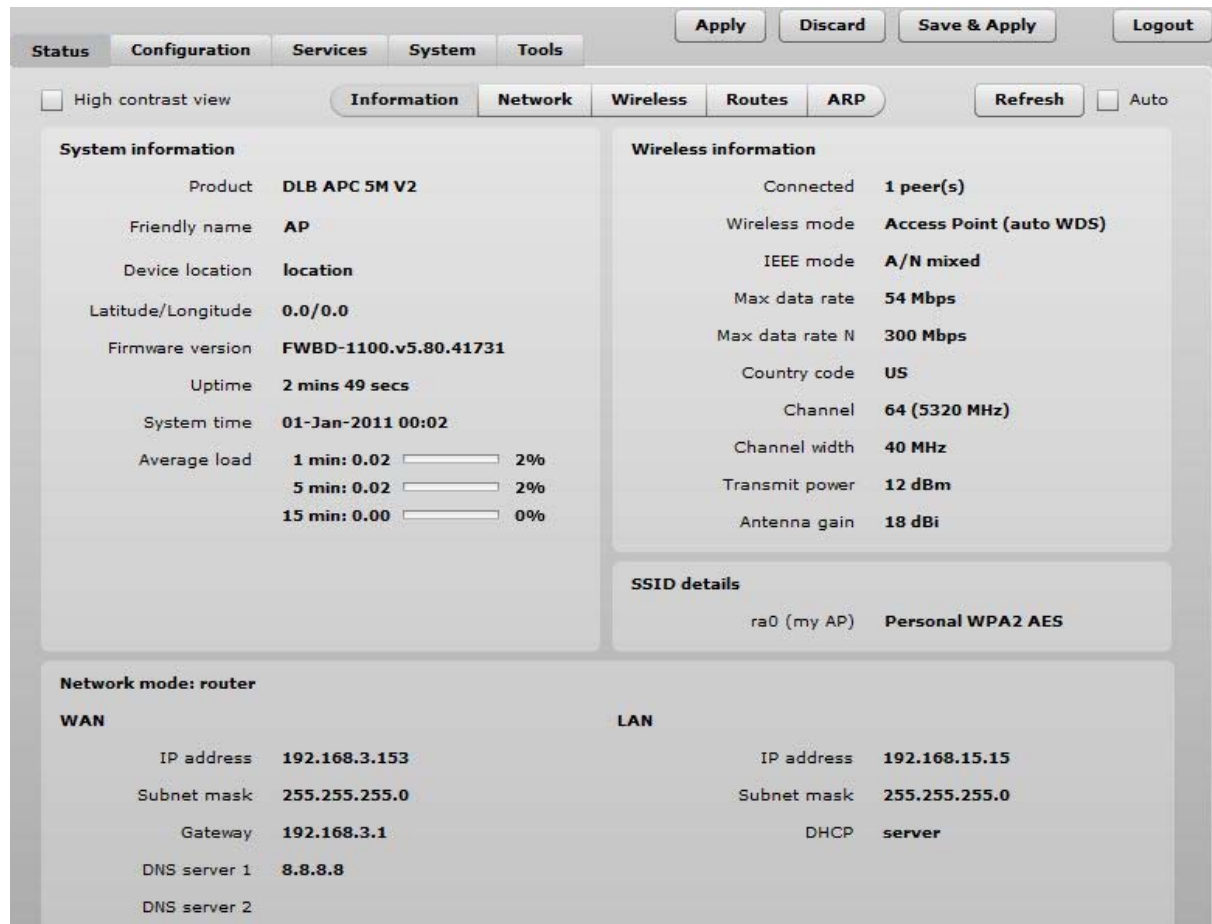 Apply Discard Save & Apply Logout
Status Configuration Services System Tools
High contrast view Information Network Wireless Routes ARP Refresh Auto
System information
Product DLB APC 5M V2
Friendly name AP
Device location location
Latitude/Longitude 0.0/0.0
Firmware version FWBD-1100.v5.80.41731
Uptime 2 mins 49 secs
System time 01-Jan-2011 00:02
Average load 1 min: 0.02 2%
5 min: 0.02 2%
15 min: 0.00 0%
Wireless information
Connected 1 peer(s)
Wireless mode Access Point (auto WDS)
IEEE mode A/N mixed
Max data rate 54 Mbps
Max data rate N 300 Mbps
Country code US
Channel 64 (5320 MHz)
Channel width 40 MHz
Transmit power 12 dBm
Antenna gain 18 dBi
SSID details
ra0 (my AP) Personal WPA2 AES
Network mode: router
WAN
IP address 192.168.3.153
Subnet mask 255.255.255.0
Gateway 192.168.3.1
DNS server 1 8.8.8.8
DNS server 2
LAN
IP address 192.168.15.15
Subnet mask 255.255.255.0
DHCP server